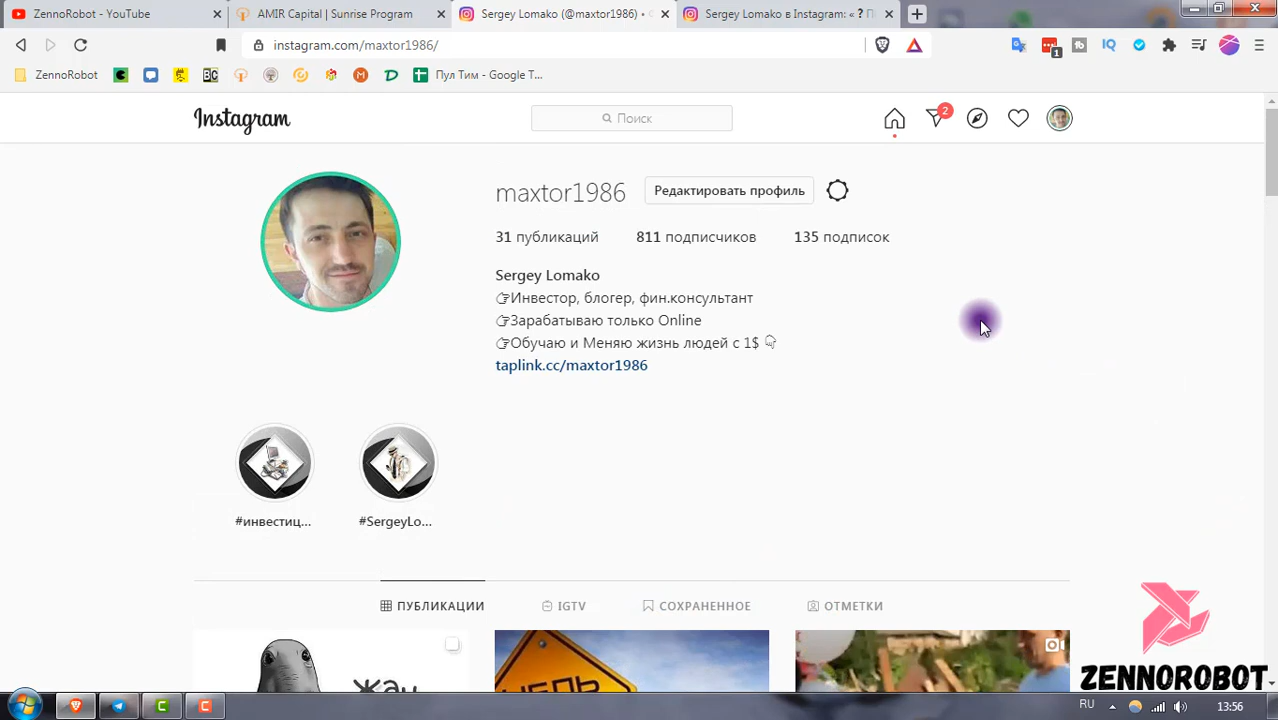 ZennoRobot - YouTube
AMIR Capital | Sunrise Program
Sergey Lomako (@maxtor1986) •
Sergey Lomako в Instagram: « ? П
instagram.com/maxtor1986/
1
ZennoRobot
BC
M
Пул Тим - Google T...
Instagram
Поиск
2
maxtor1986
Редактировать профиль
31 публикаций 811 подписчиков 135 подписок
Sergey Lomako
Инвестор, блогер, фин.консультант
Зарабатываю только Online
Обучаю и Меняю жизнь людей с 1$
taplink.cc/maxtor1986
#инвестиц...
#SergeyLo...
ПУБЛИКАЦИИ
IGTV
СОХРАНЕННОЕ
ОТМЕТКИ
ЦЕЛЬ
ZENNOROBOT
RU
13:56